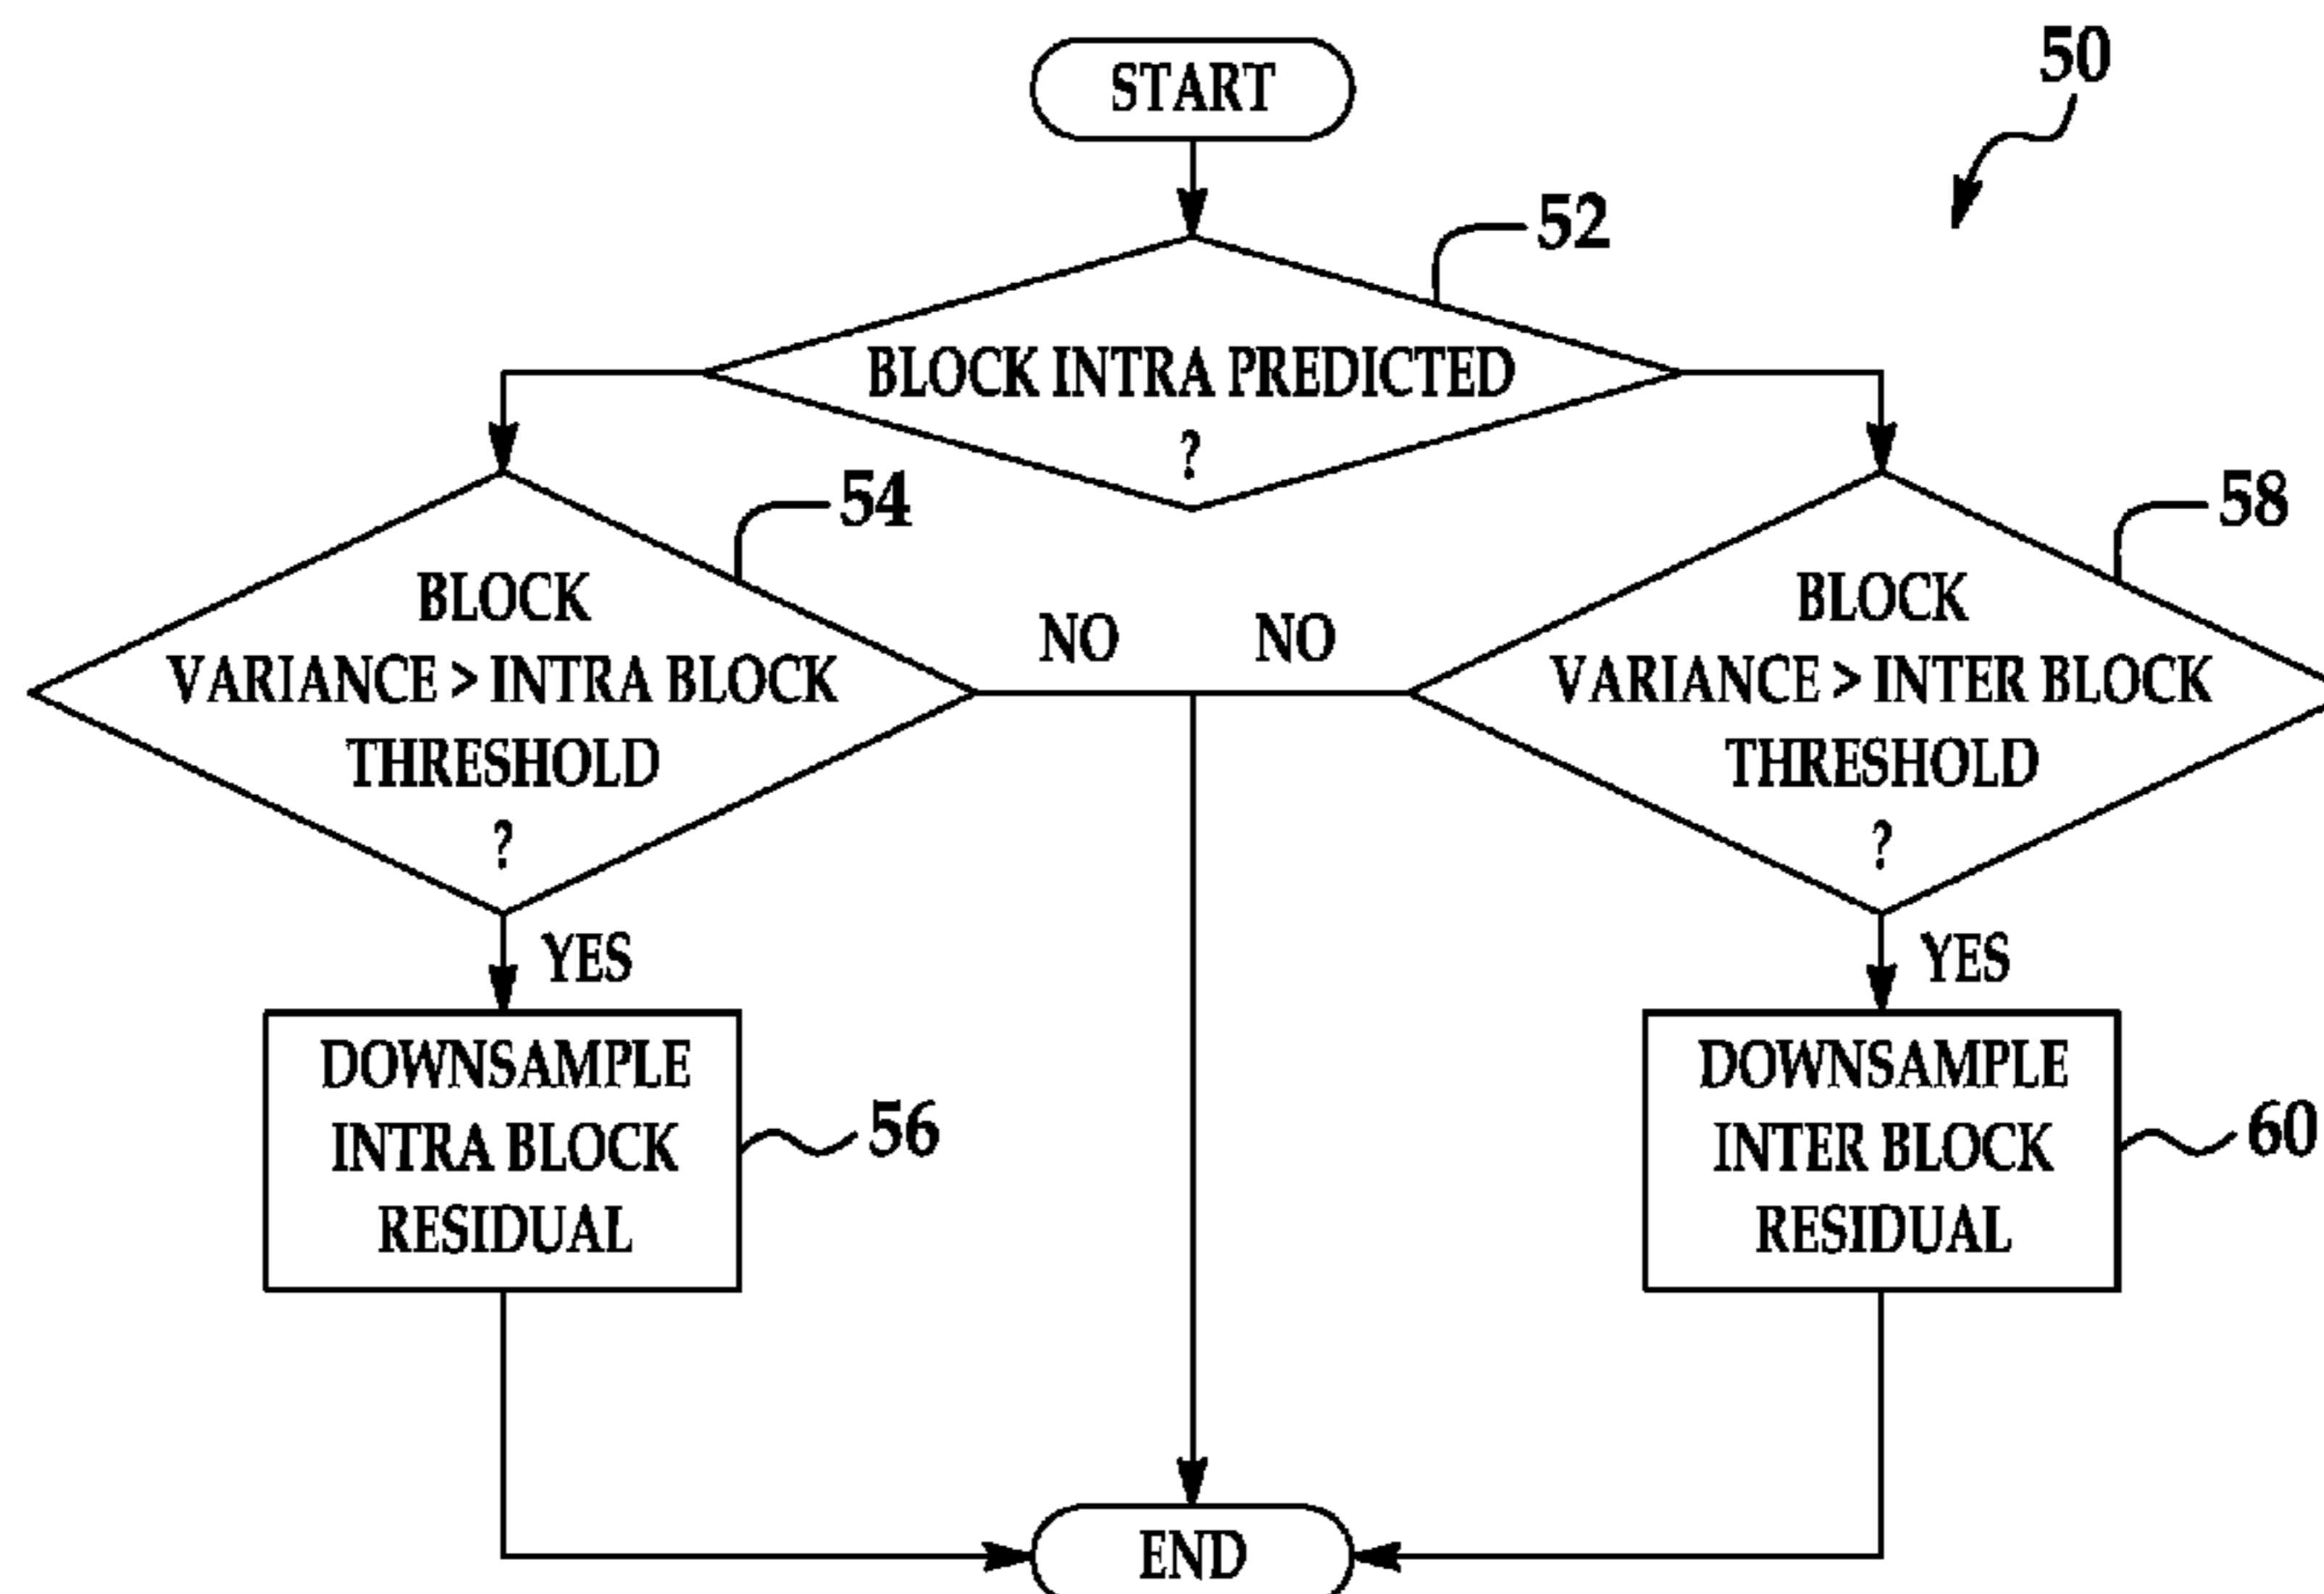 START
50
52
BLOCK INTRA PREDICTED
?
54
58
BLOCK
VARIANCE > INTRA BLOCK
THRESHOLD
?
NO
NO
BLOCK
VARIANCE > INTER BLOCK
THRESHOLD
?
YES
YES
DOWNSAMPLE
INTRA BLOCK
RESIDUAL
56
DOWNSAMPLE
INTER BLOCK
RESIDUAL
60
END